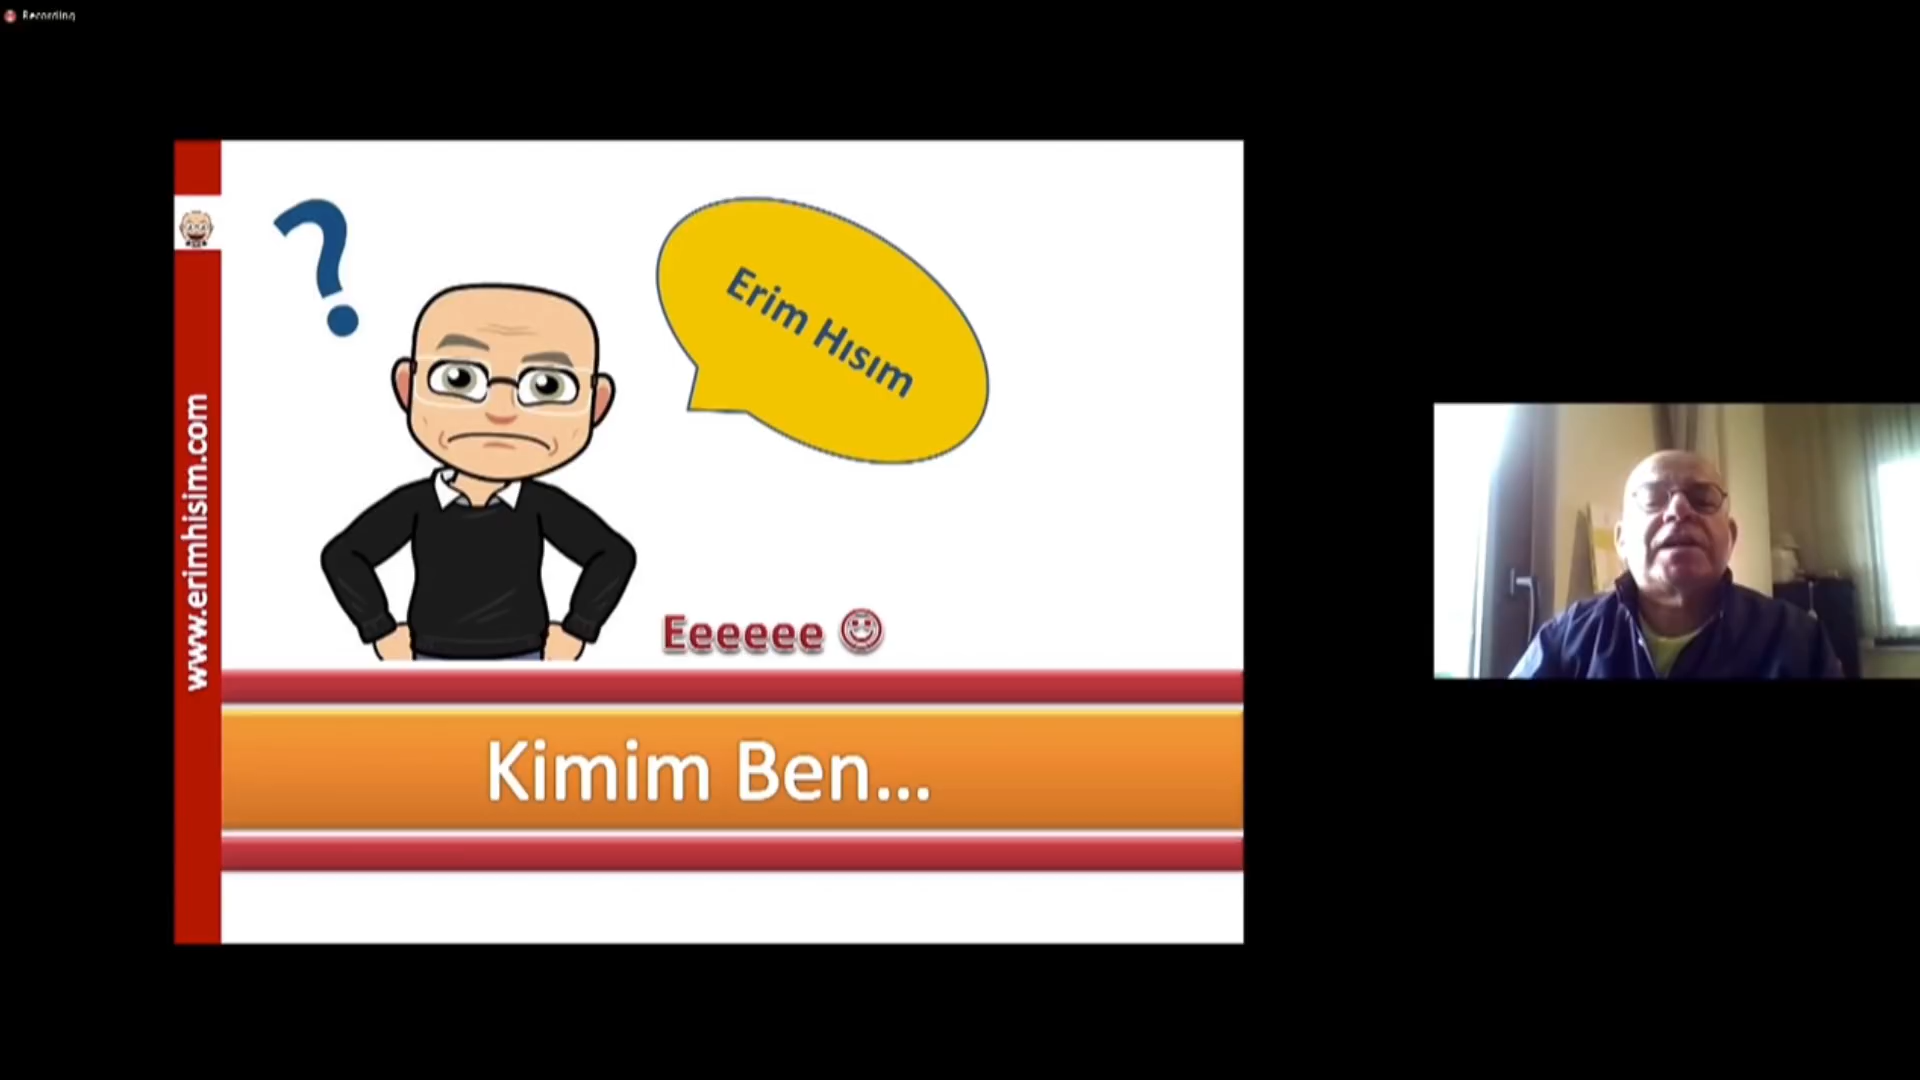 Recording
www.erimhisim.com
?
Erim Hısım
Eeeeee ☺
Kimim Ben...